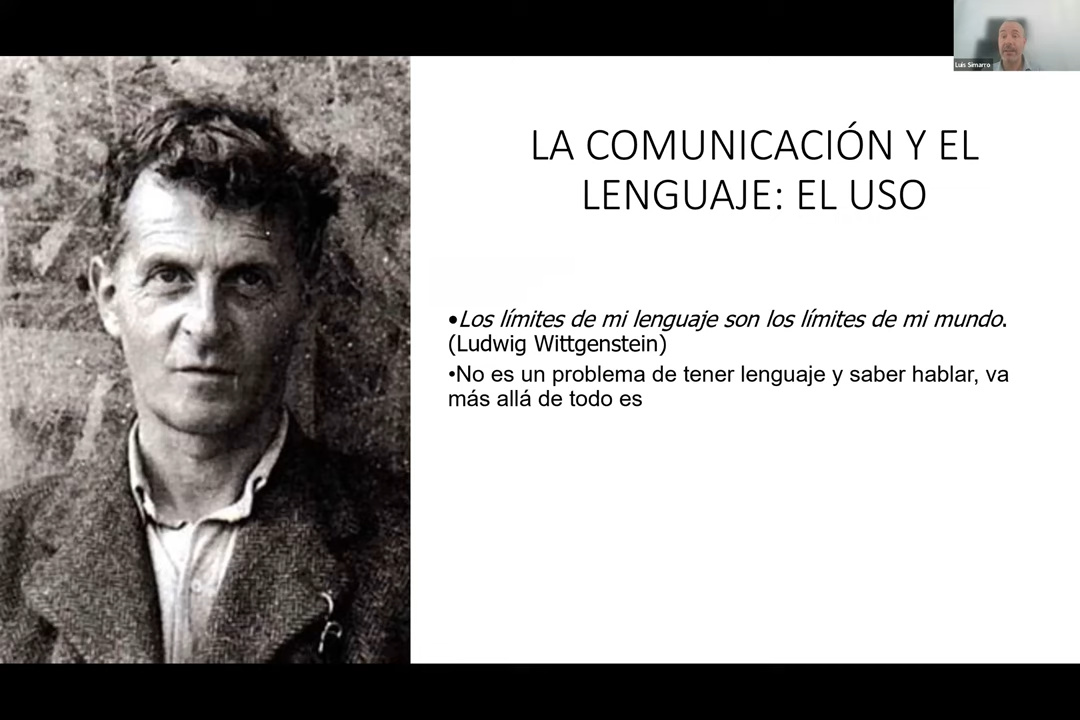 Luis Simarro
LA COMUNICACIÓN Y EL
LENGUAJE: EL USO
•Los límites de mi lenguaje son los límites de mi mundo.
(Ludwig Wittgenstein)
•No es un problema de tener lenguaje y saber hablar, va
más allá de todo es